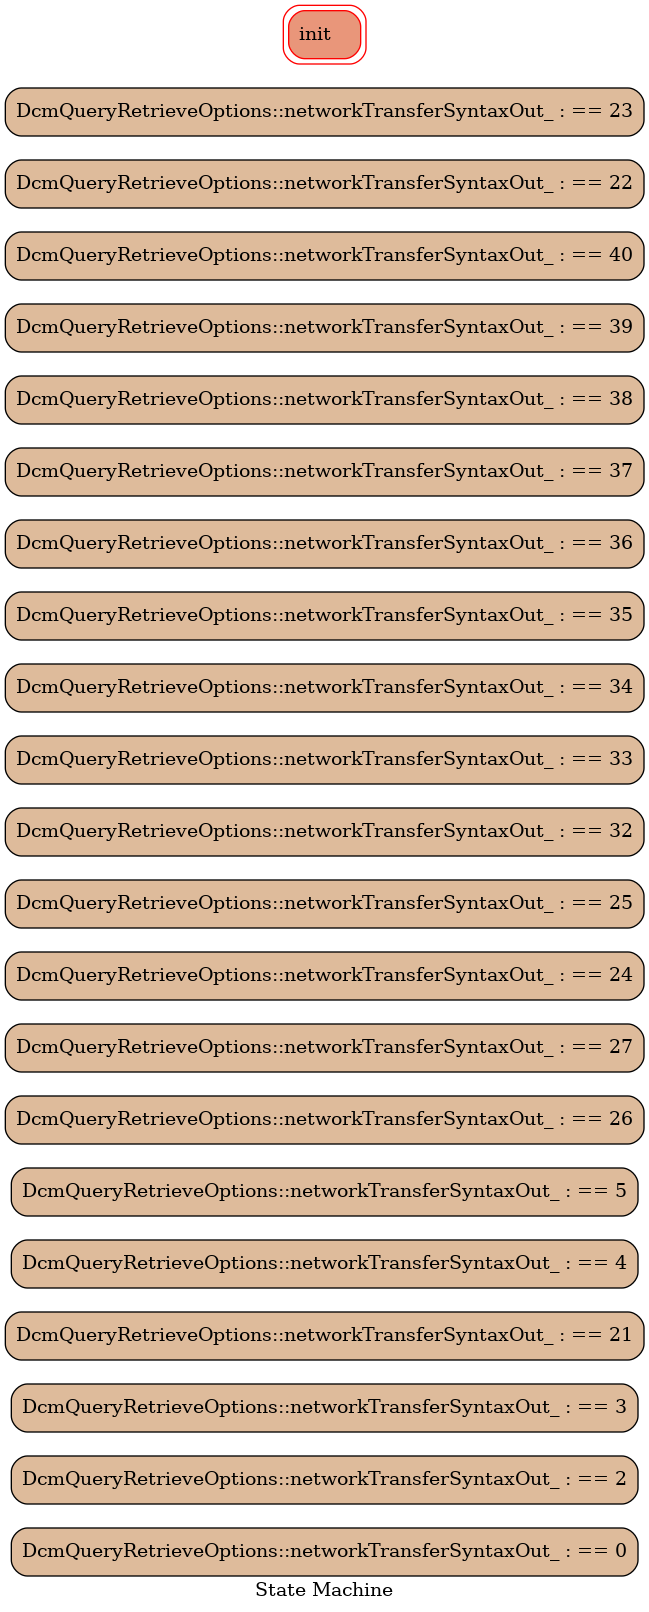 init
DcmQueryRetrieveOptions::networkTransferSyntaxOut_ : == 23
DcmQueryRetrieveOptions::networkTransferSyntaxOut_ : == 22
DcmQueryRetrieveOptions::networkTransferSyntaxOut_ : == 40
DcmQueryRetrieveOptions::networkTransferSyntaxOut_ : == 39
DcmQueryRetrieveOptions::networkTransferSyntaxOut_ : == 38
DcmQueryRetrieveOptions::networkTransferSyntaxOut_ : == 37
DcmQueryRetrieveOptions::networkTransferSyntaxOut_ : == 36
DcmQueryRetrieveOptions::networkTransferSyntaxOut_ : == 35
DcmQueryRetrieveOptions::networkTransferSyntaxOut_ : == 34
DcmQueryRetrieveOptions::networkTransferSyntaxOut_ : == 33
DcmQueryRetrieveOptions::networkTransferSyntaxOut_ : == 32
DcmQueryRetrieveOptions::networkTransferSyntaxOut_ : == 25
DcmQueryRetrieveOptions::networkTransferSyntaxOut_ : == 24
DcmQueryRetrieveOptions::networkTransferSyntaxOut_ : == 27
DcmQueryRetrieveOptions::networkTransferSyntaxOut_ : == 26
DcmQueryRetrieveOptions::networkTransferSyntaxOut_ : == 5
DcmQueryRetrieveOptions::networkTransferSyntaxOut_ : == 4
DcmQueryRetrieveOptions::networkTransferSyntaxOut_ : == 21
DcmQueryRetrieveOptions::networkTransferSyntaxOut_ : == 3
DcmQueryRetrieveOptions::networkTransferSyntaxOut_ : == 2
DcmQueryRetrieveOptions::networkTransferSyntaxOut_ : == 0
State Machine